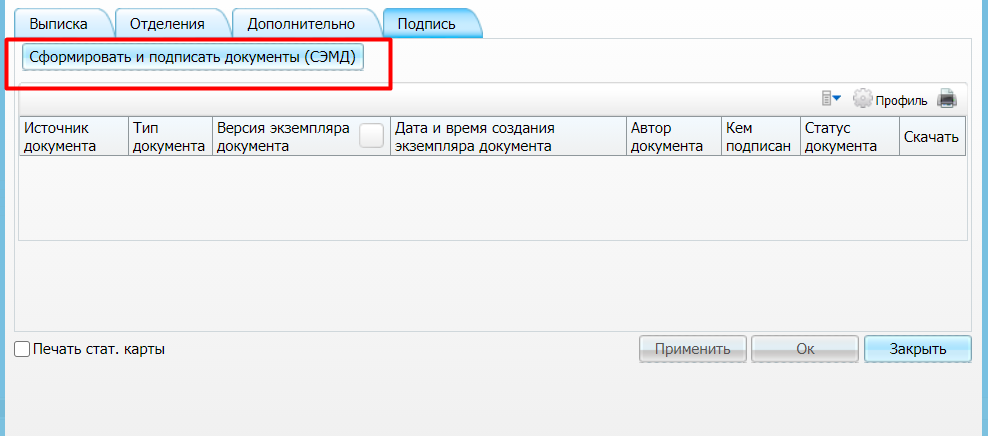 Выписка Отделения Дополнительно Подпись
Сформировать и подписать документы (СЭМД)
Профиль
Источник документа
Тип документа
Версия экземпляра документа
Дата и время создания экземпляра документа
Автор документа
Кем подписан
Статус документа
Скачать
Печать стат. карты
Применить Ок Закрыть